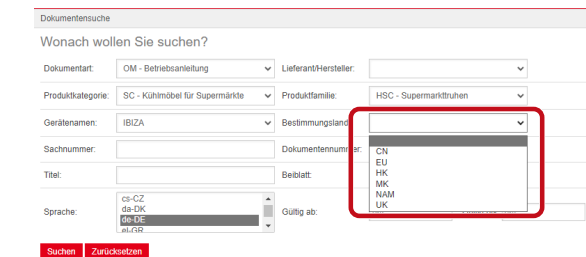 Dokumentensuche
Wonach wollen Sie suchen?
Dokumentart: OM - Betriebsanleitung Lieferant/Hersteller:
Produktkategorie: SC - Kühlmöbel für Supermärkte Produktfamilie: HSC - Supermarkttruhen
Gerätenamen: IBIZA Bestimmungsland:
Sachnummer: Dokumentennummer:
CN
EU
HK
MK
NAM
UK
Titel: Beiblatt:
Sprache:
cs-CZ
da-DK
de-DE
el-GR
Gültig ab:
Suchen Zurücksetzen